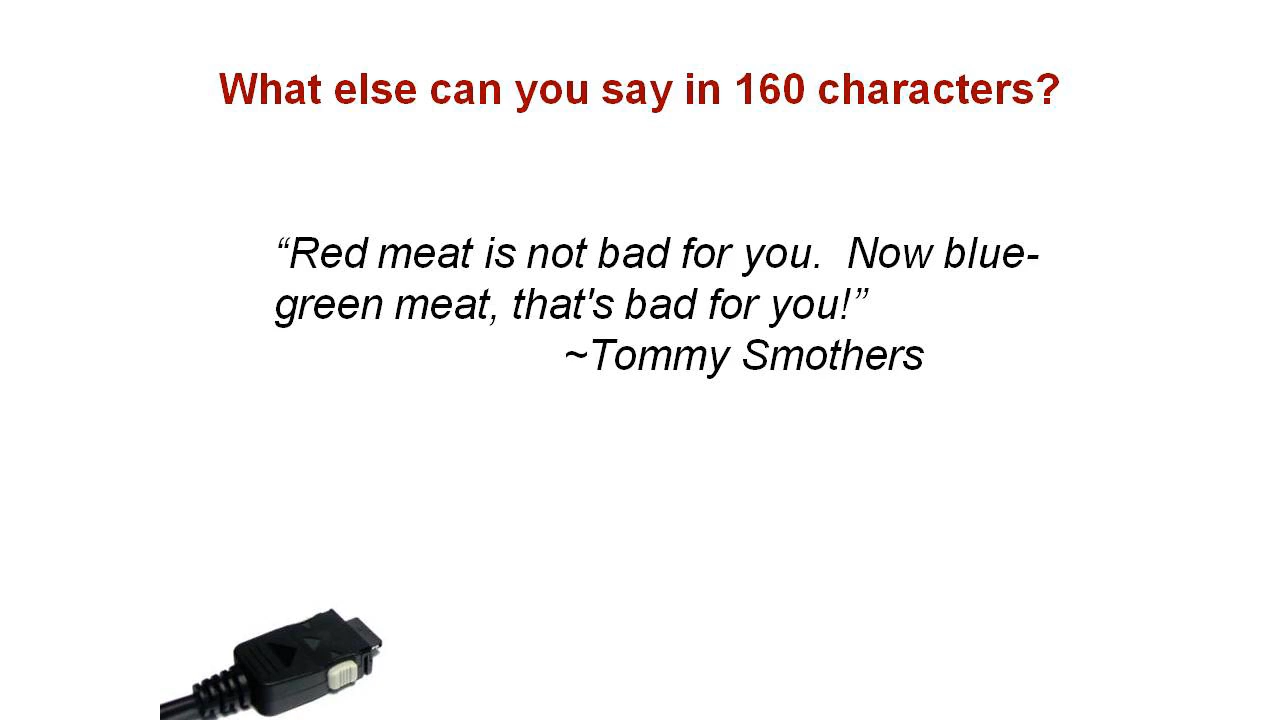 What else can you say in 160 characters?
“Red meat is not bad for you.  Now blue-
green meat, that's bad for you!”
~Tommy Smothers